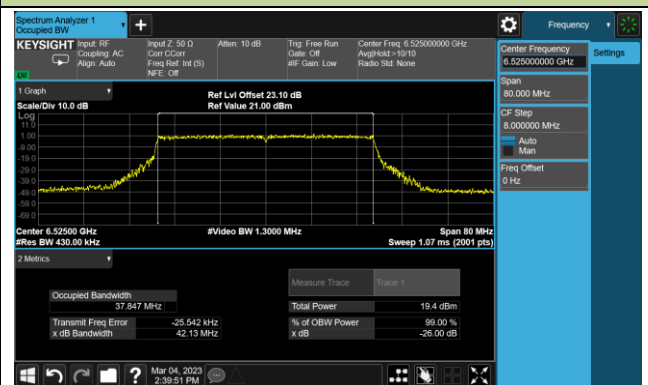 Spectrum Analyzer 1
Occupied BW
Frequency
KEYSIGHT
Input: RF
Coupling: AC
Align: Auto
Input Z: 50 Ω
Corr CCorr
Freq Ref: Int (S)
NFE: Off
Atten: 10 dB
Trig: Free Run
Gate: Off
#IF Gain: Low
Center Freq: 6.525000000 GHz
Avg|Hold:>10/10
Radio Std: None
LW
Center Frequency
6.525000000 GHz
Settings
Span
80.000 MHz
CF Step
8.000000 MHz
Auto
Man
Freq Offset
0 Hz
1 Graph
Scale/Div 10.0 dB
Ref Lvl Offset 23.10 dB
Ref Value 21.00 dBm
Log
11.0
1.00
-9.00
-19.0
-29.0
-39.0
-49.0
-59.0
-69.0
Center 6.52500 GHz
#Video BW 1.3000 MHz
Span 80 MHz
#Res BW 430.00 kHz
Sweep 1.07 ms (2001 pts)
2 Metrics
Measure Trace
Trace 1
Occupied Bandwidth
37.847 MHz
Total Power
19.4 dBm
Transmit Freq Error
-25.542 kHz
% of OBW Power
99.00 %
x dB Bandwidth
42.13 MHz
x dB
-26.00 dB
?
Mar 04, 2023
2:39:51 PM